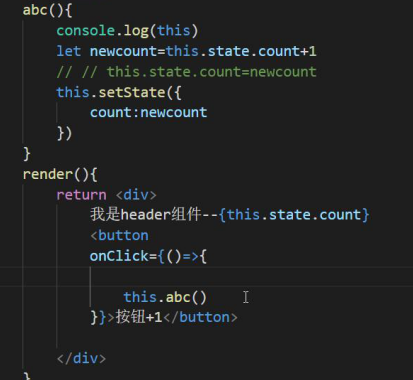 abc(){
console.log(this)
let newcount=this.state.count+1
// // this.state.count=newcount
this.setState({
count:newcount
})
}
render(){
return <div>
我是header组件--{this.state.count}
<button
onClick={()=>{
this.abc()
}}>按钮+1</button>
</div>
}